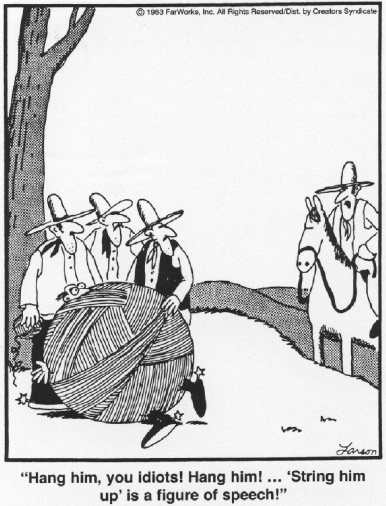 © 1983 FarWorks, Inc. All Rights Reserved/Dist. by Creators Syndicate
Larson
“Hang him, you idiots! Hang him! ... ‘String him
up’ is a figure of speech!”